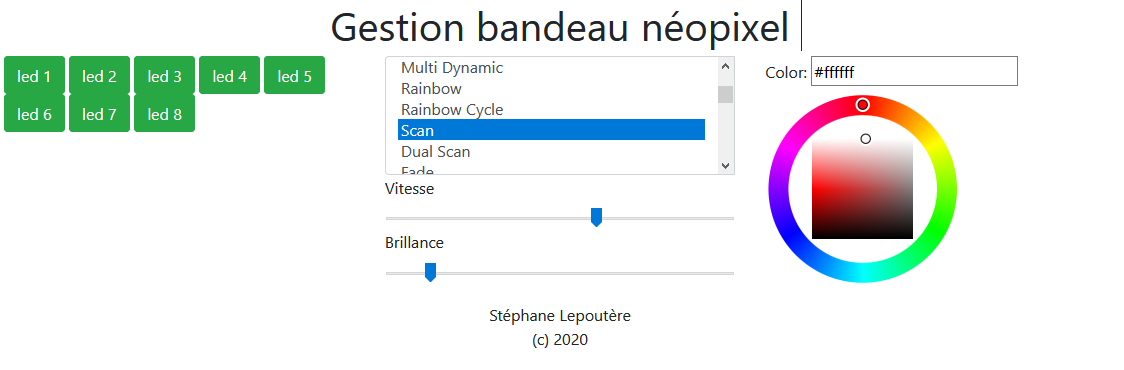 Gestion bandeau néopixel
led 1 led 2 led 3 led 4 led 5
led 6 led 7 led 8
Multi Dynamic
Rainbow
Rainbow Cycle
Scan
Dual Scan
Fade
Vitesse
Brillance
Color: #ffffff
Stéphane Lepoutère
(c) 2020